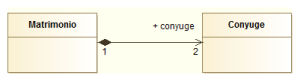 Matrimonio
+ conyuge
Conyuge
1
2